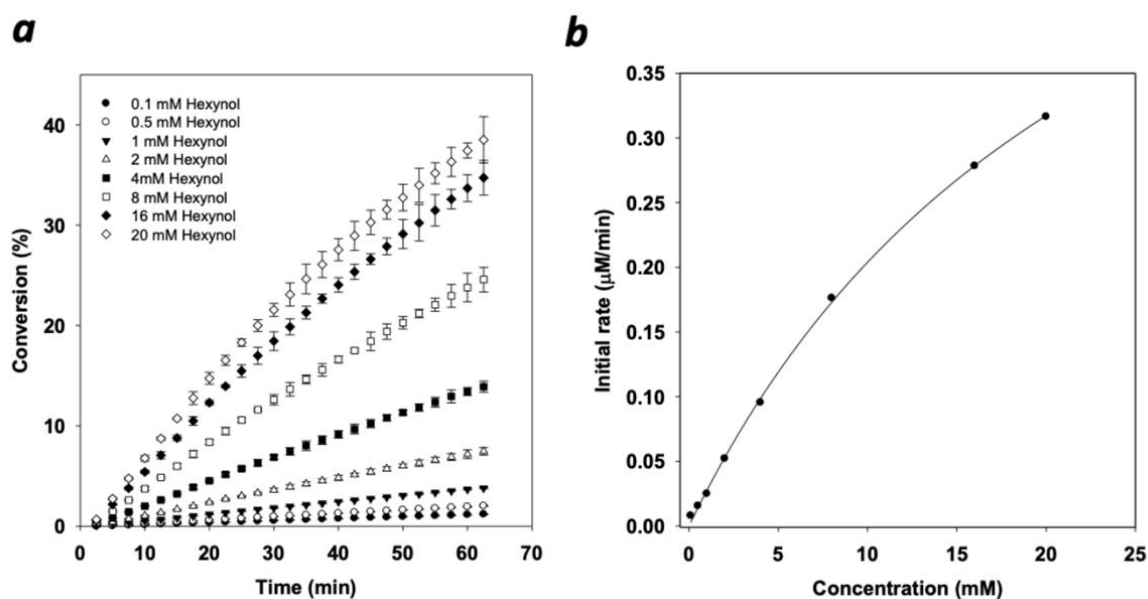 a
Conversion (%)
40
30
20
10
0
0.1 mM Hexynol
0.5 mM Hexynol
1 mM Hexynol
2 mM Hexynol
4mM Hexynol
8 mM Hexynol
16 mM Hexynol
20 mM Hexynol
0 10 20 30 40 50 60 70
Time (min)
b
Initial rate (μM/min)
0.35
0.30
0.25
0.20
0.15
0.10
0.05
0.00
0 5 10 15 20 25
Concentration (mM)